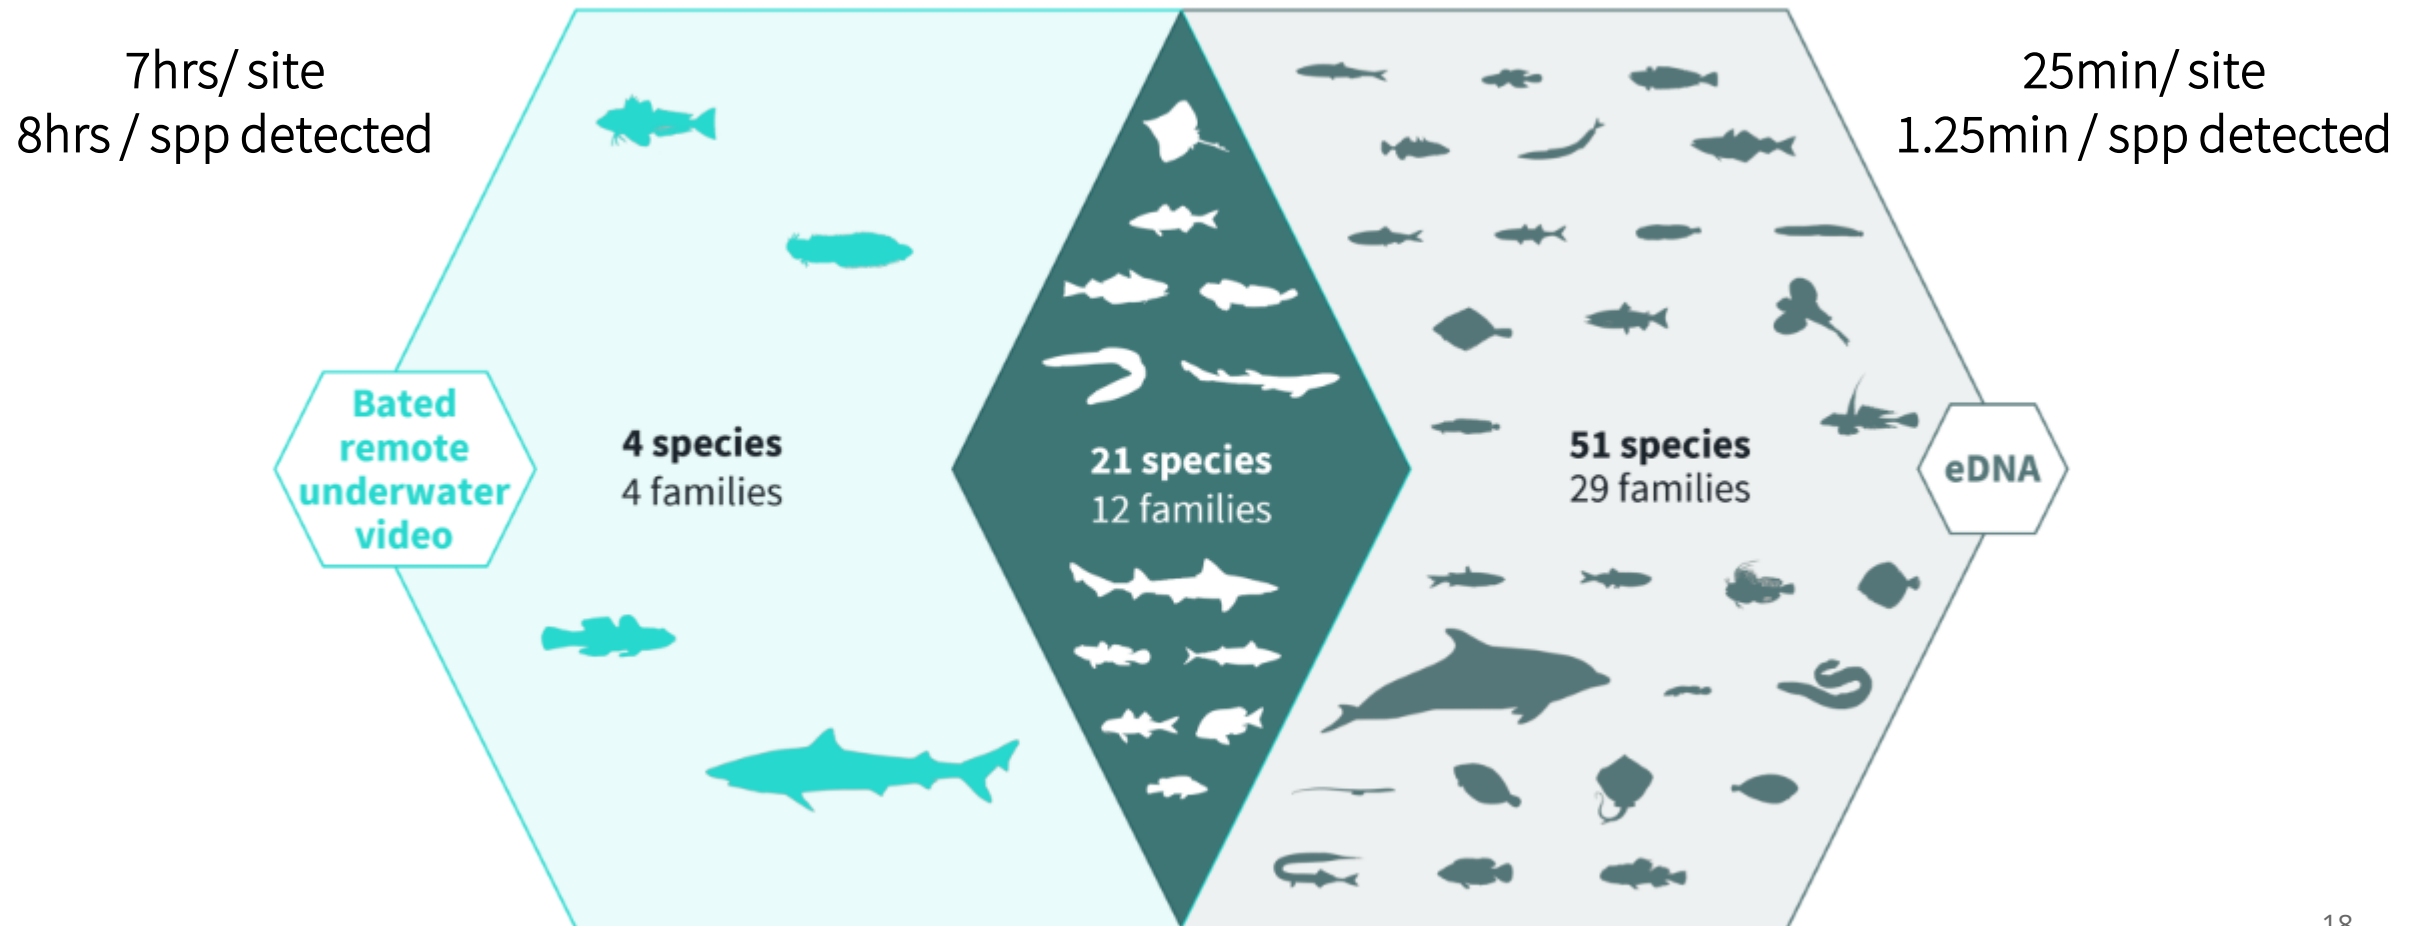 7hrs/ site
8hrs / spp detected
25min/ site
1.25min / spp detected
Bated
remote
underwater
video
4 species
4 families
21 species
12 families
51 species
29 families
eDNA
18